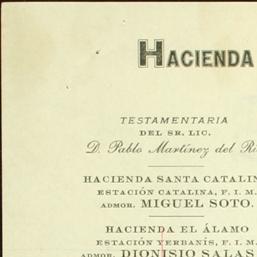 HACIENDA
TESTAMENTARIA
DEL SR. LIC.
D. Pablo Martínez del R
HACIENDA SANTA CATALIN
ESTACIÓN CATALINA, F. I. M.
ADMOR. MIGUEL SOTO.
HACIENDA EL ÁLAMO
ESTACIÓN YERBANÍS, F. I. M.
ADMOR. DIONISIO SALAS